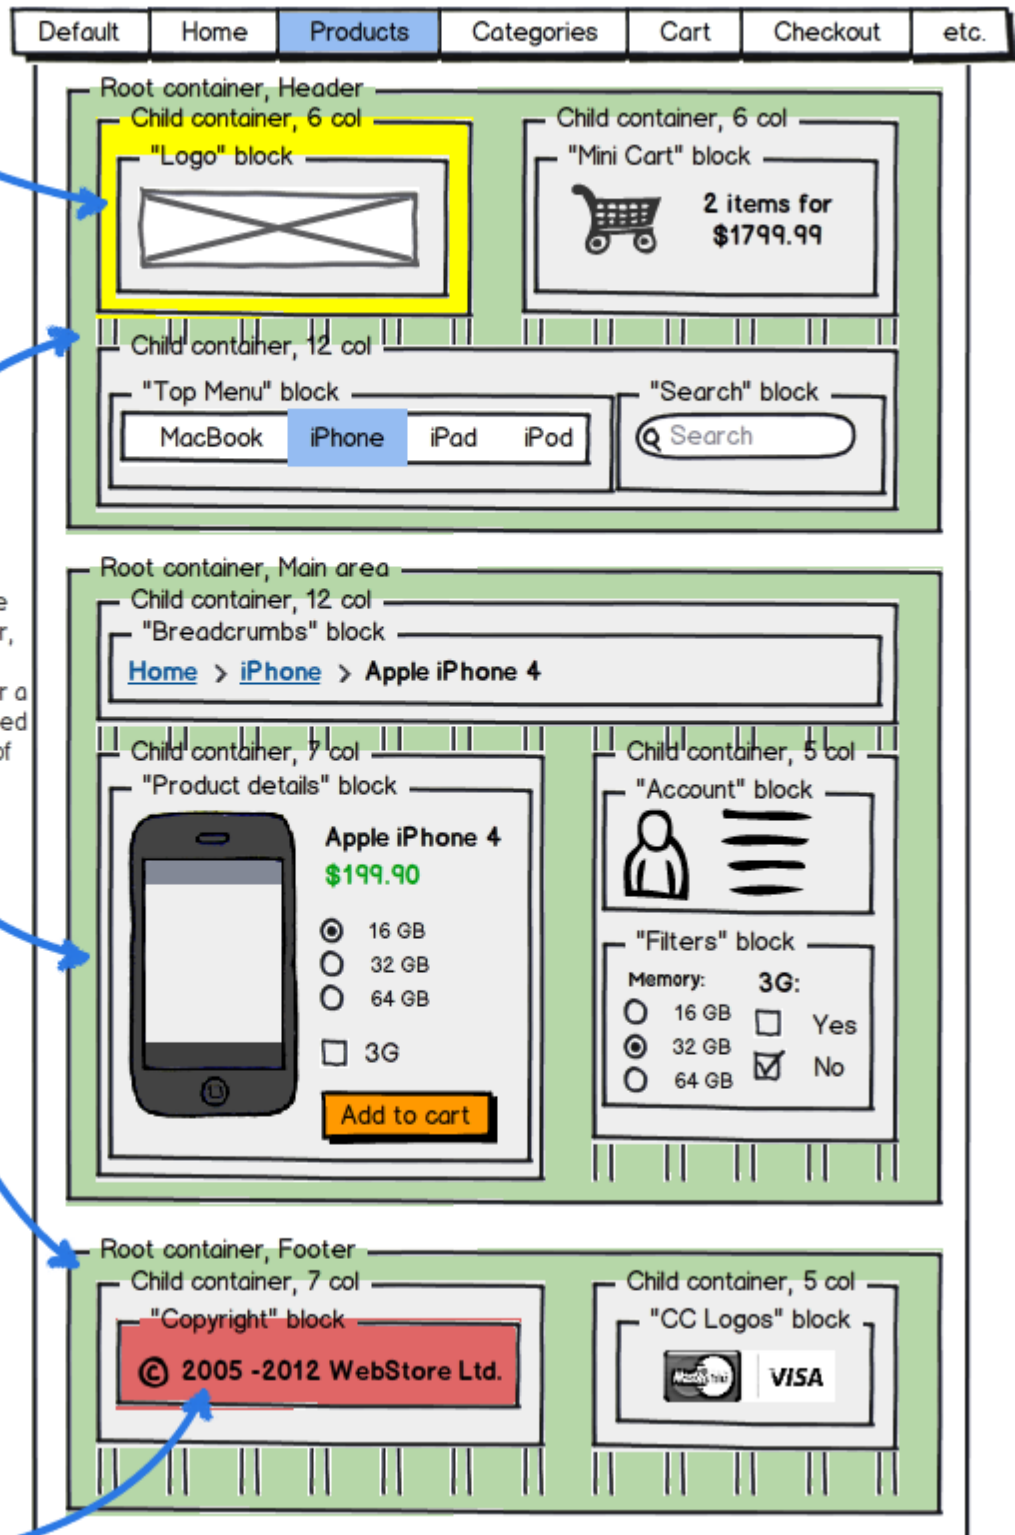 Default Home Products Categories Cart Checkout etc.
Root container, Header
Child container, 6 col
"Logo" block
Child container, 6 col
"Mini Cart" block
2 items for
$1799.99
Child container, 12 col
"Top Menu" block
MacBook iPhone iPad iPod
"Search" block
Search
Root container, Main area
Child container, 12 col
"Breadcrumbs" block
Home > iPhone > Apple iPhone 4
r a
ed
of
Child container, 7 col
"Product details" block
Apple iPhone 4
$199.90
16 GB
32 GB
64 GB
3G
Add to cart
Child container, 5 col
"Account" block
"Filters" block
Memory:
16 GB
32 GB
64 GB
3G:
Yes
No
Root container, Footer
Child container, 7 col
"Copyright" block
© 2005 -2012 WebStore Ltd.
Child container, 5 col
"CC Logos" block
VISA